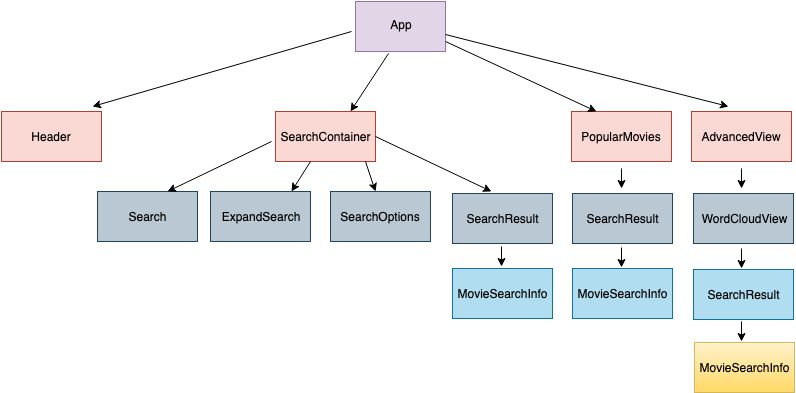 App
Header
SearchContainer
PopularMovies
AdvancedView
Search
ExpandSearch
SearchOptions
SearchResult
SearchResult
WordCloudView
MovieSearchInfo
MovieSearchInfo
SearchResult
MovieSearchInfo